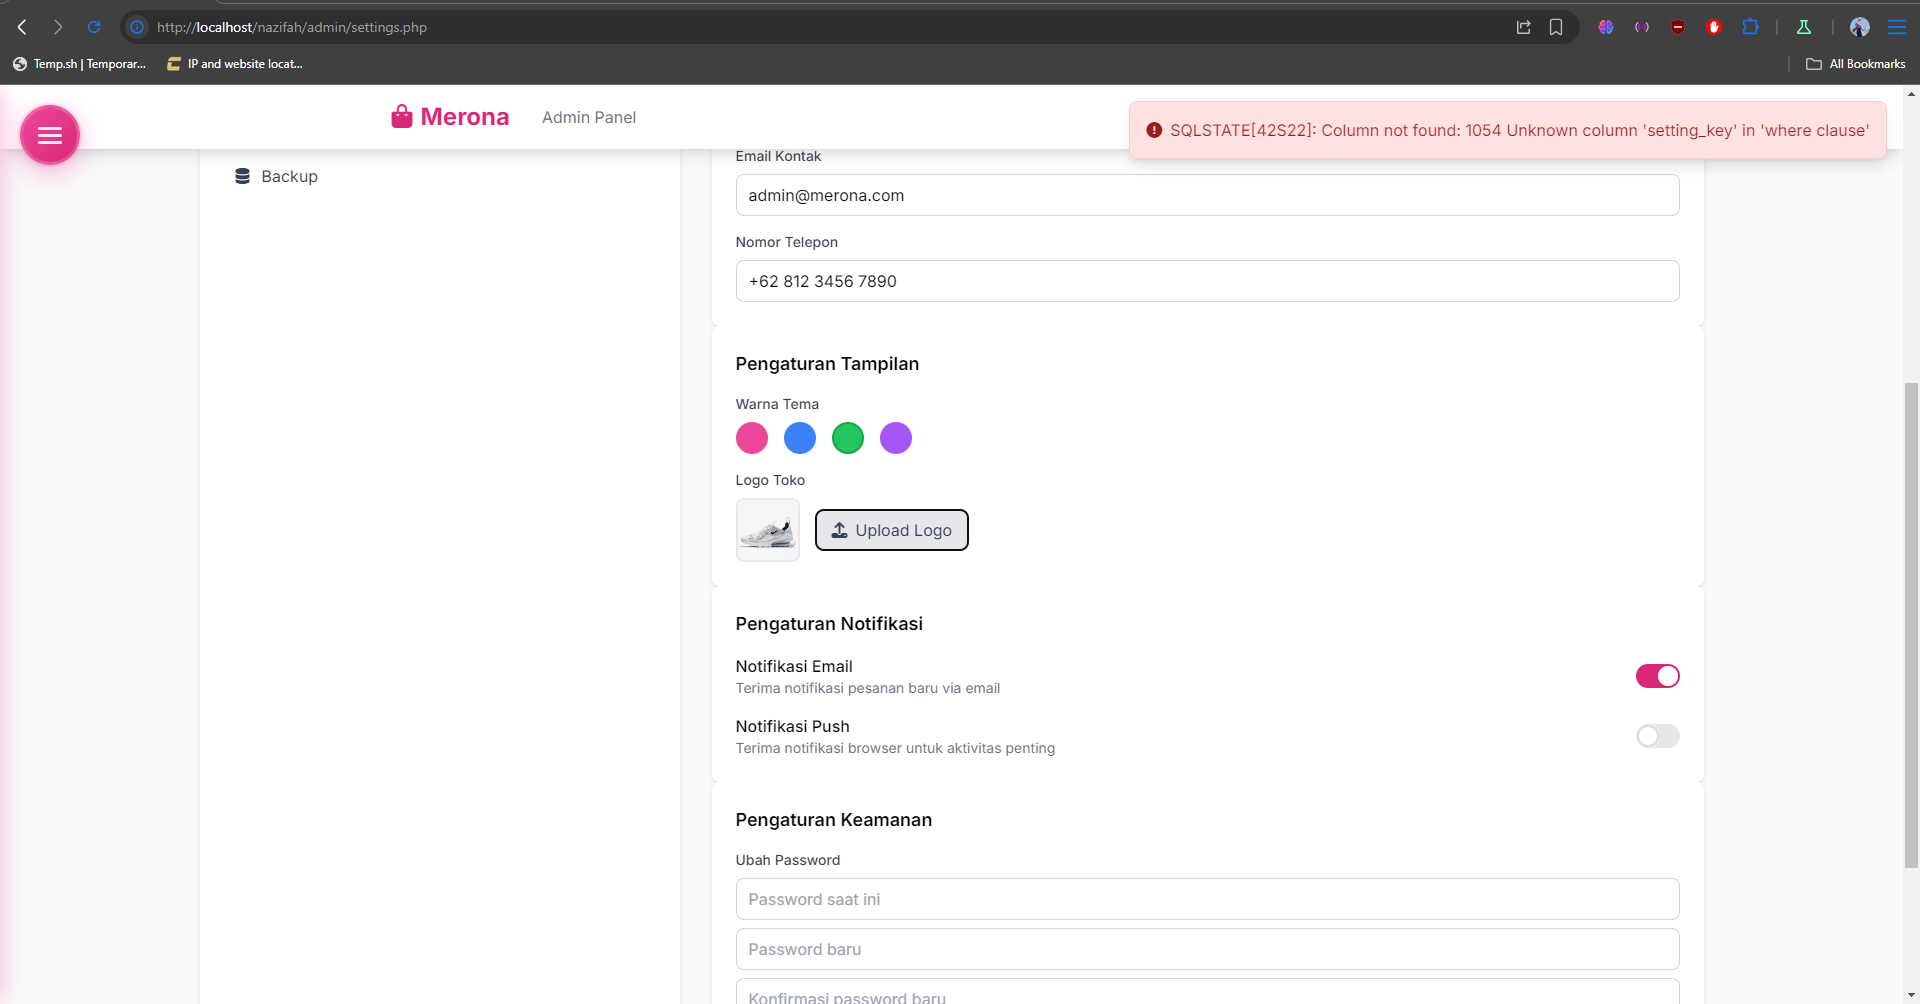 http://localhost/nazifah/admin/settings.php
Temp.sh | Temporar...
IP and website locat...
All Bookmarks
Merona
Admin Panel
SQLSTATE[42S22]: Column not found: 1054 Unknown column 'setting_key' in 'where clause'
Backup
Email Kontak
admin@merona.com
Nomor Telepon
+62 812 3456 7890
Pengaturan Tampilan
Warna Tema
Logo Toko
Upload Logo
Pengaturan Notifikasi
Notifikasi Email
Terima notifikasi pesanan baru via email
Notifikasi Push
Terima notifikasi browser untuk aktivitas penting
Pengaturan Keamanan
Ubah Password
Password saat ini
Password baru
Konfirmasi password baru